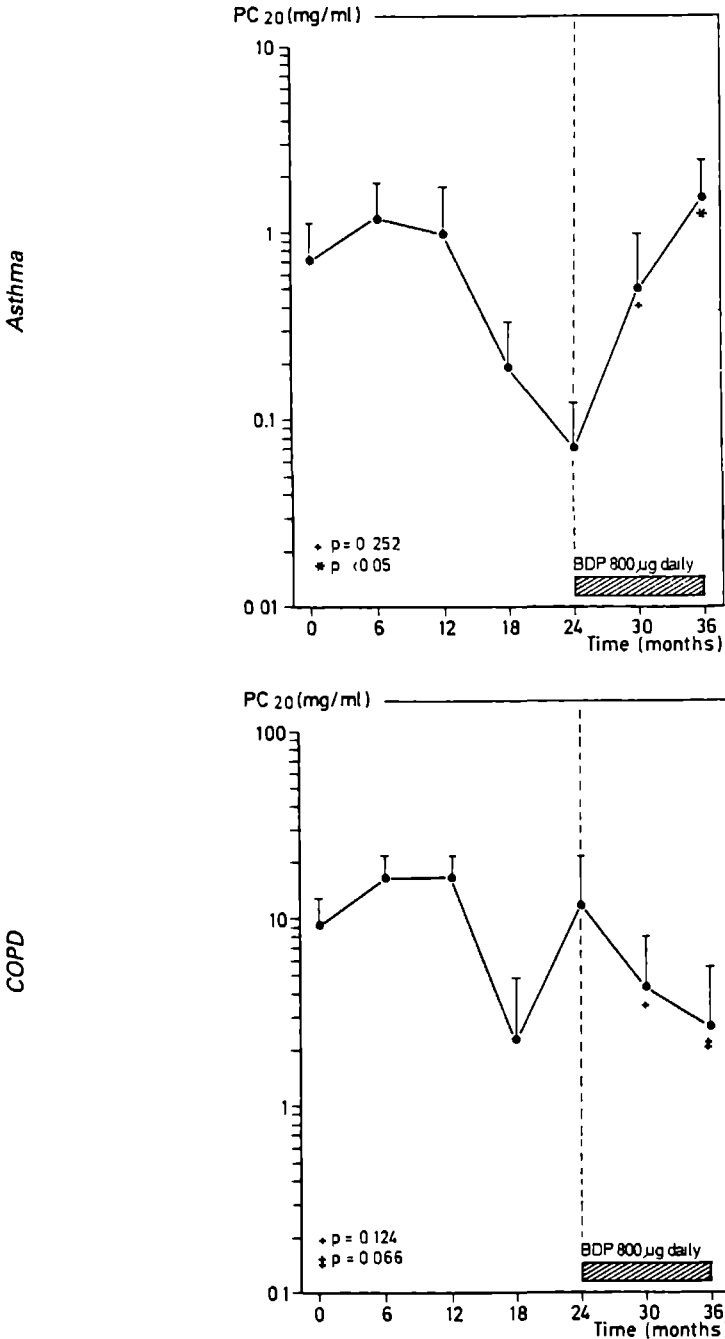 Asthma
PC 20 (mg/ml)
10
1
0.1
0 01
+ p = 0 252
* p <0 05
BDP 800 µg daily
0 6 12 18 24 30 36
Time (months)
COPD
PC 20 (mg/ml)
100
10
1
0 1
+ p = 0 124
‡ p = 0 066
BDP 800 µg daily
0 6 12 18 24 30 36
Time (months